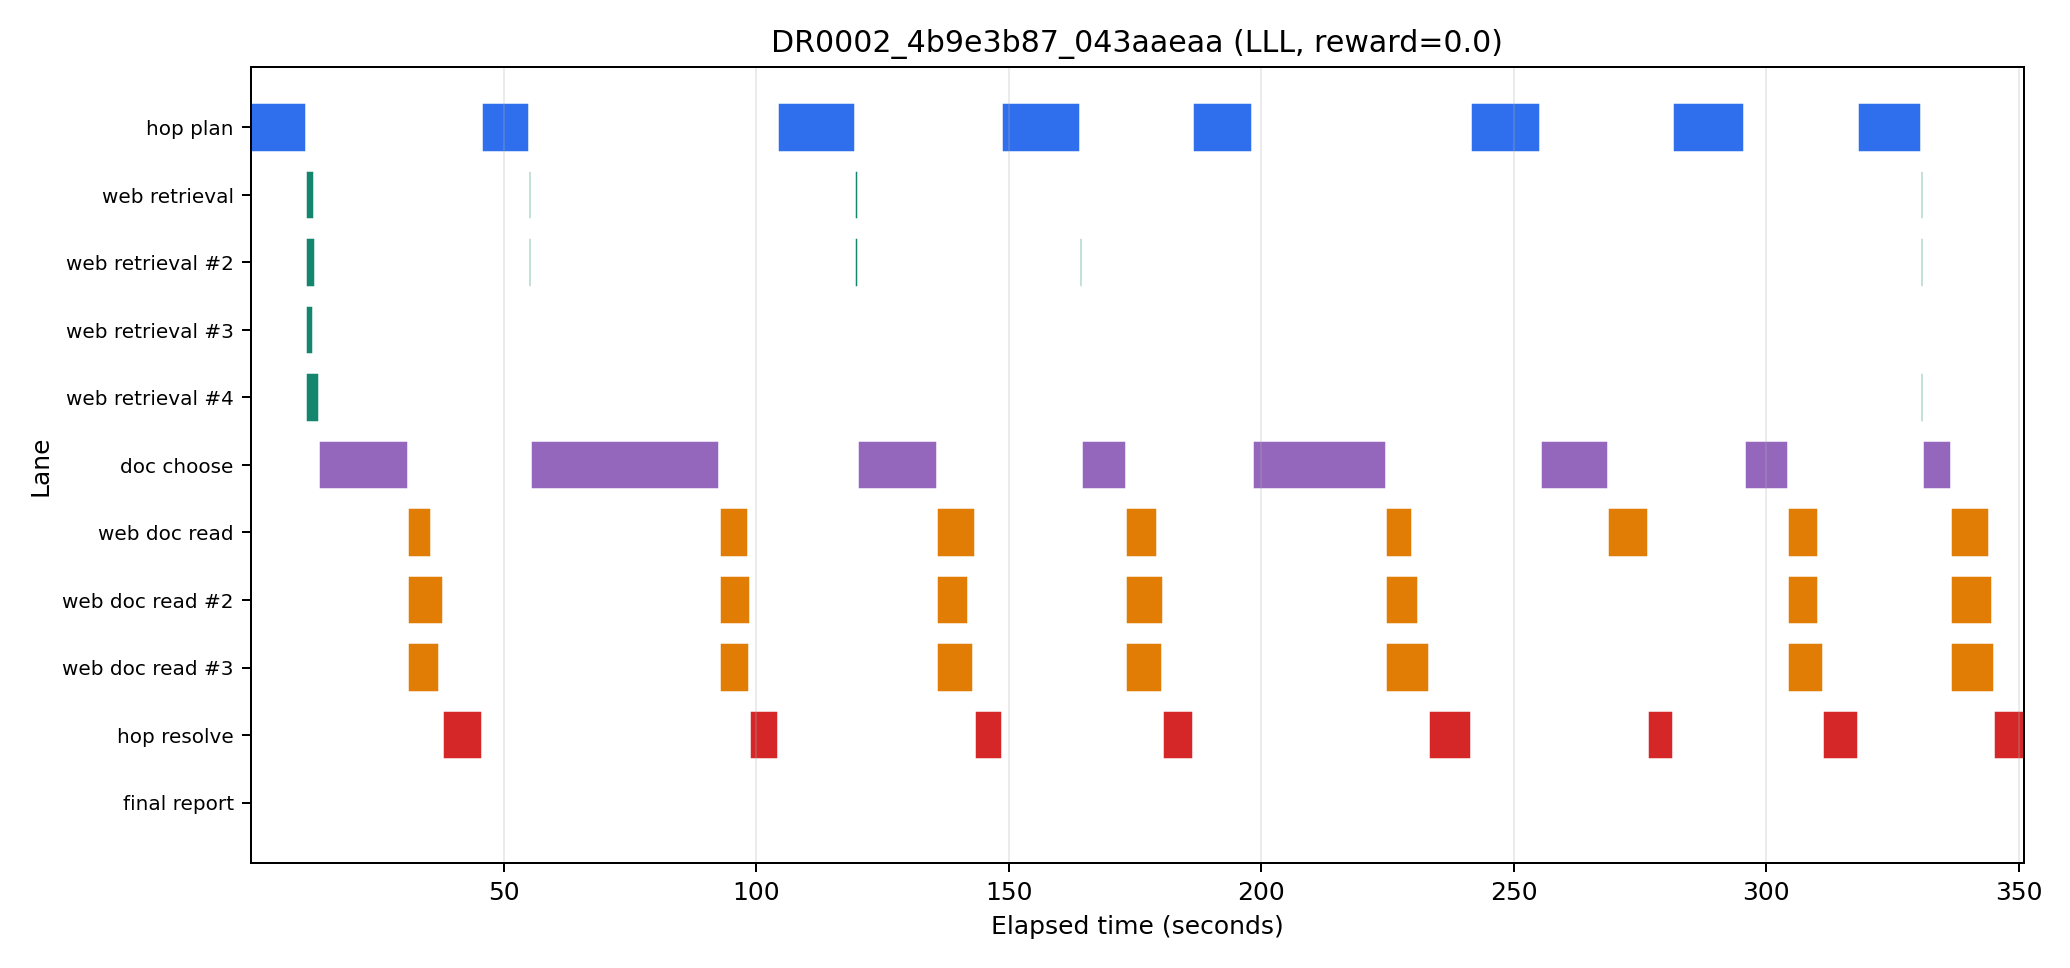 DR0002_4b9e3b87_043aaeaa (LLL, reward=0.0)
hop plan
web retrieval
web retrieval #2
web retrieval #3
web retrieval #4
doc choose
web doc read
web doc read #2
web doc read #3
hop resolve
final report
Lane
50 100 150 200 250 300 350
Elapsed time (seconds)